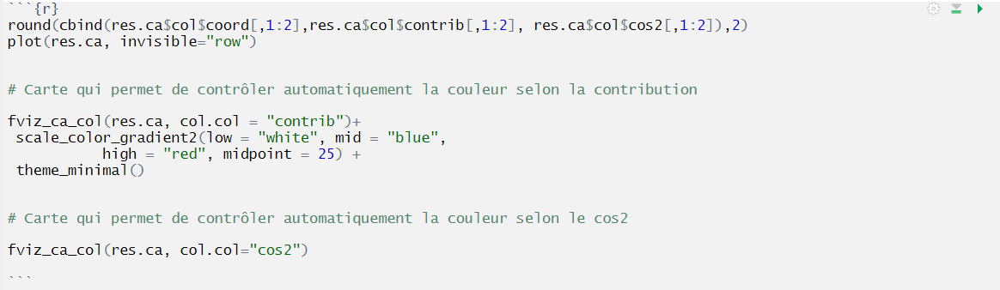 ```{r}
round(cbind(res.ca$col$coord[,1:2],res.ca$col$contrib[,1:2], res.ca$col$cos2[,1:2]),2)
plot(res.ca, invisible="row")
# Carte qui permet de contrôler automatiquement la couleur selon la contribution
fviz_ca_col(res.ca, col.col = "contrib")+
scale_color_gradient2(low = "white", mid = "blue",
high = "red", midpoint = 25) +
theme_minimal()
# Carte qui permet de contrôler automatiquement la couleur selon le cos2
fviz_ca_col(res.ca, col.col="cos2")
```